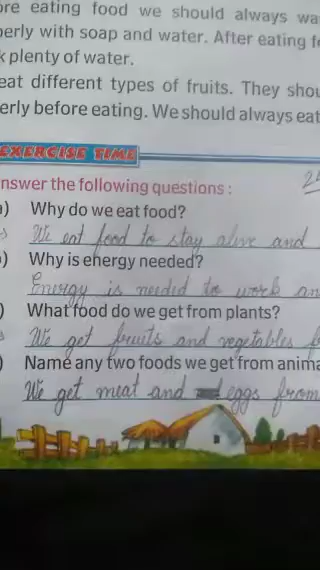 ore eating food we should always wa
perly with soap and water. After eating f
k plenty of water.
eat different types of fruits. They shou
erly before eating. We should always eat
EXERCISE TIME
nswer the following questions :
) Why do we eat food?
We eat food to stay alive and
) Why is energy needed?
Energy is needed to work an
) What food do we get from plants?
We get fruits and vegetables f
) Name any two foods we get from anima
We get meat and eggs from